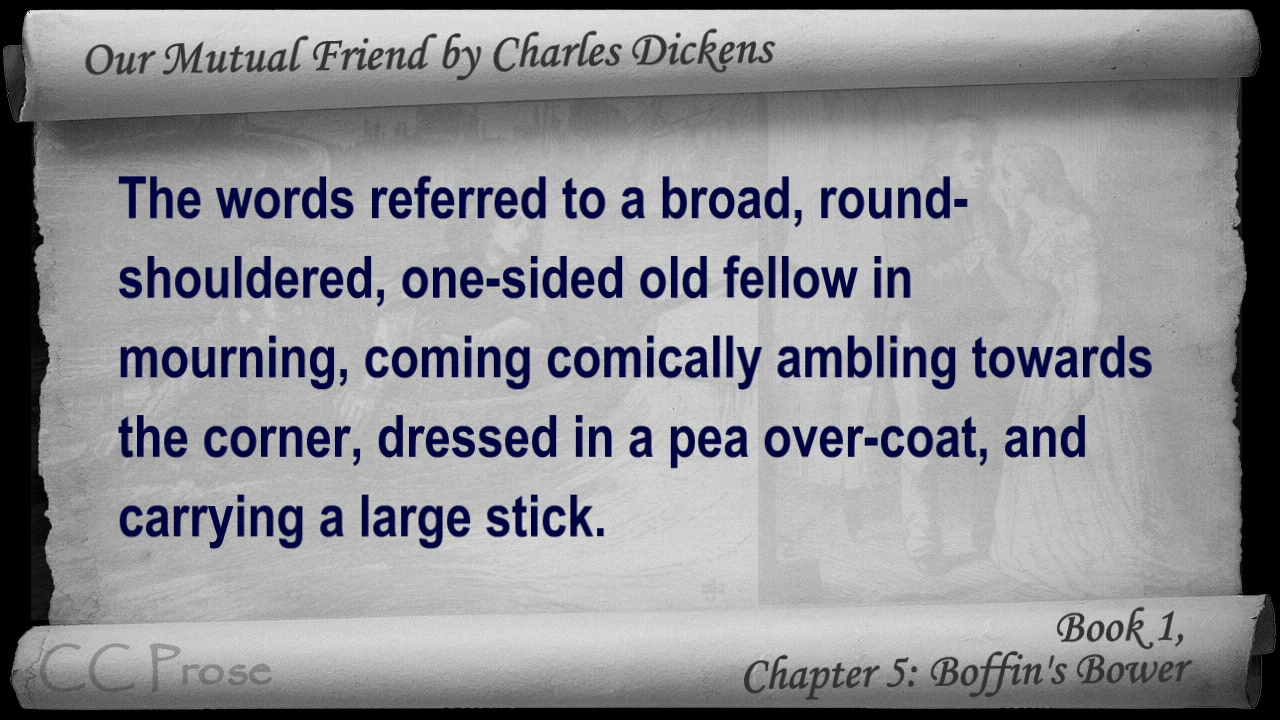 Our Mutual Friend by Charles Dickens
The words referred to a broad, round-
shouldered, one-sided old fellow in
mourning, coming comically ambling towards
the corner, dressed in a pea over-coat, and
carrying a large stick.
Book 1,
Chapter 5: Boffin's Bower
CC Prose